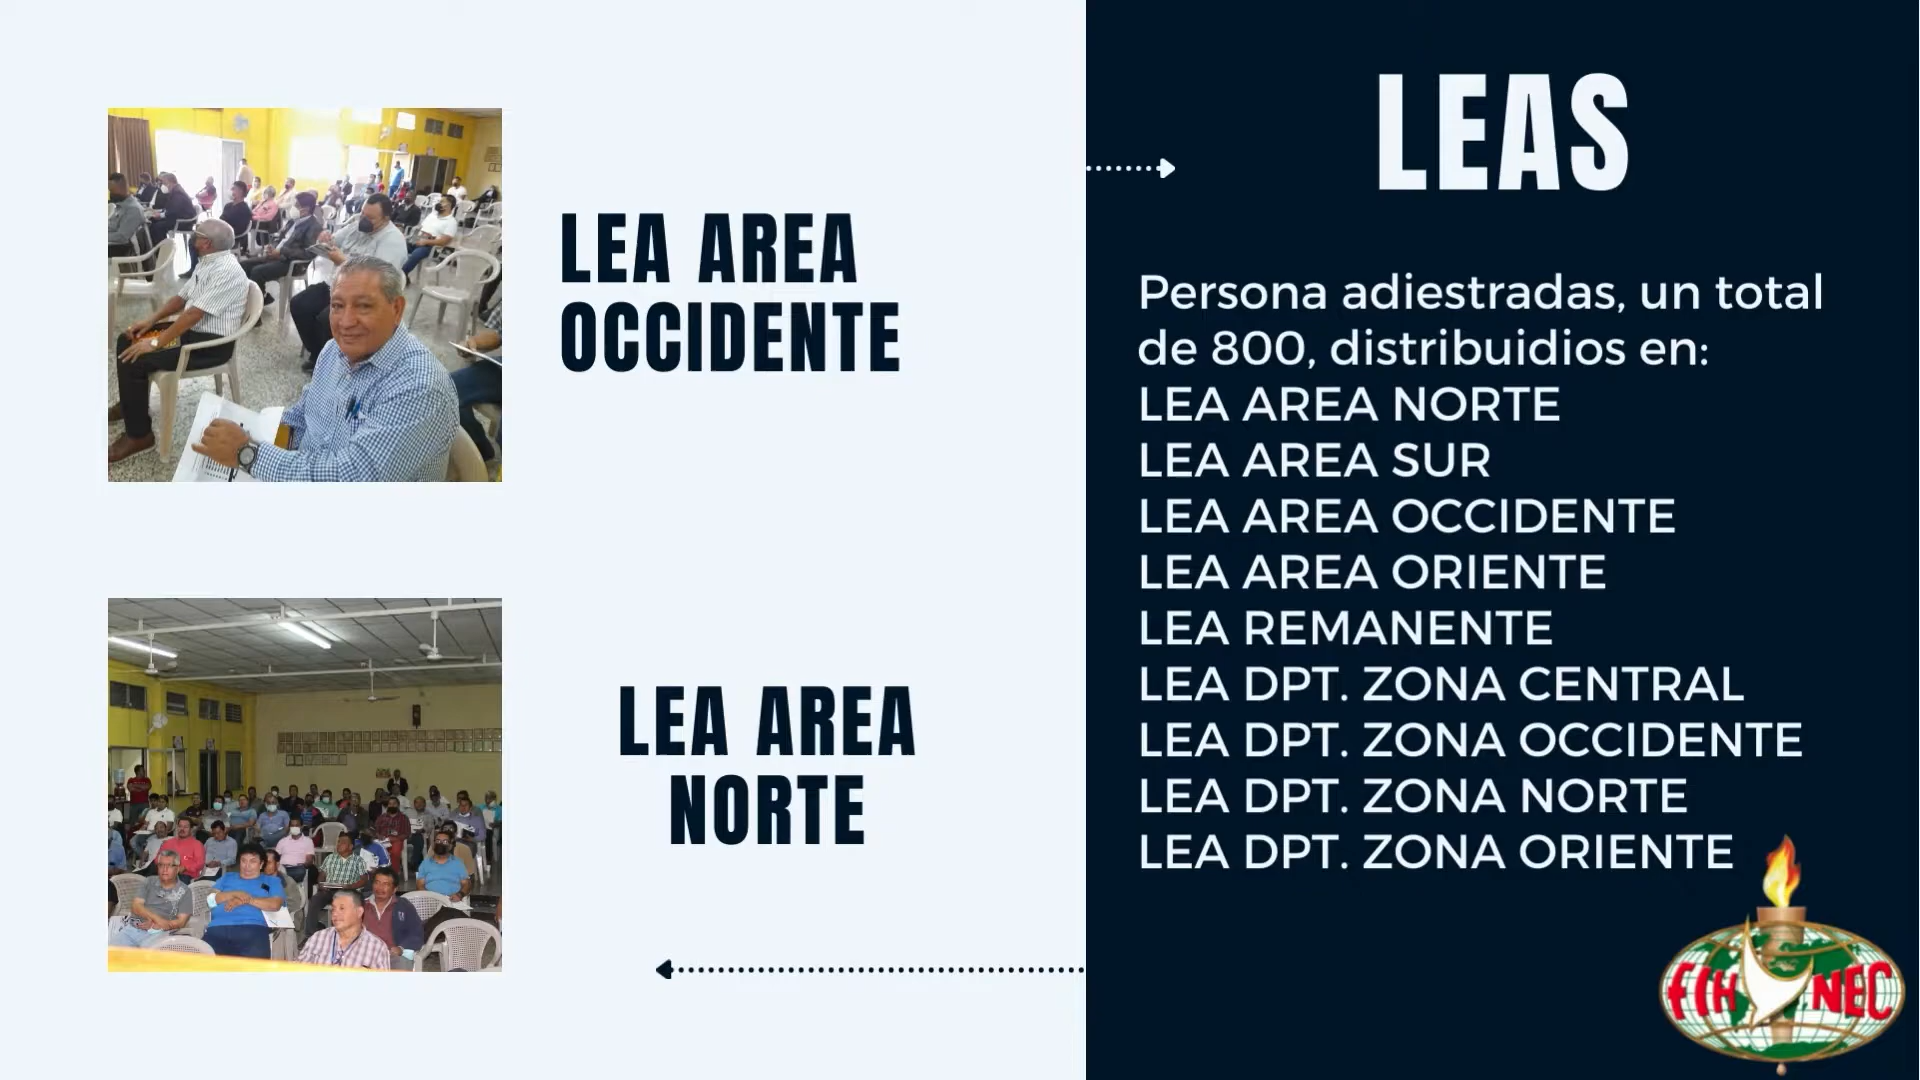 LEA AREA
OCCIDENTE
LEA AREA
NORTE
LEAS
Persona adiestradas, un total
de 800, distribuidios en:
LEA AREA NORTE
LEA AREA SUR
LEA AREA OCCIDENTE
LEA AREA ORIENTE
LEA REMANENTE
LEA DPT. ZONA CENTRAL
LEA DPT. ZONA OCCIDENTE
LEA DPT. ZONA NORTE
LEA DPT. ZONA ORIENTE
FIHNEC